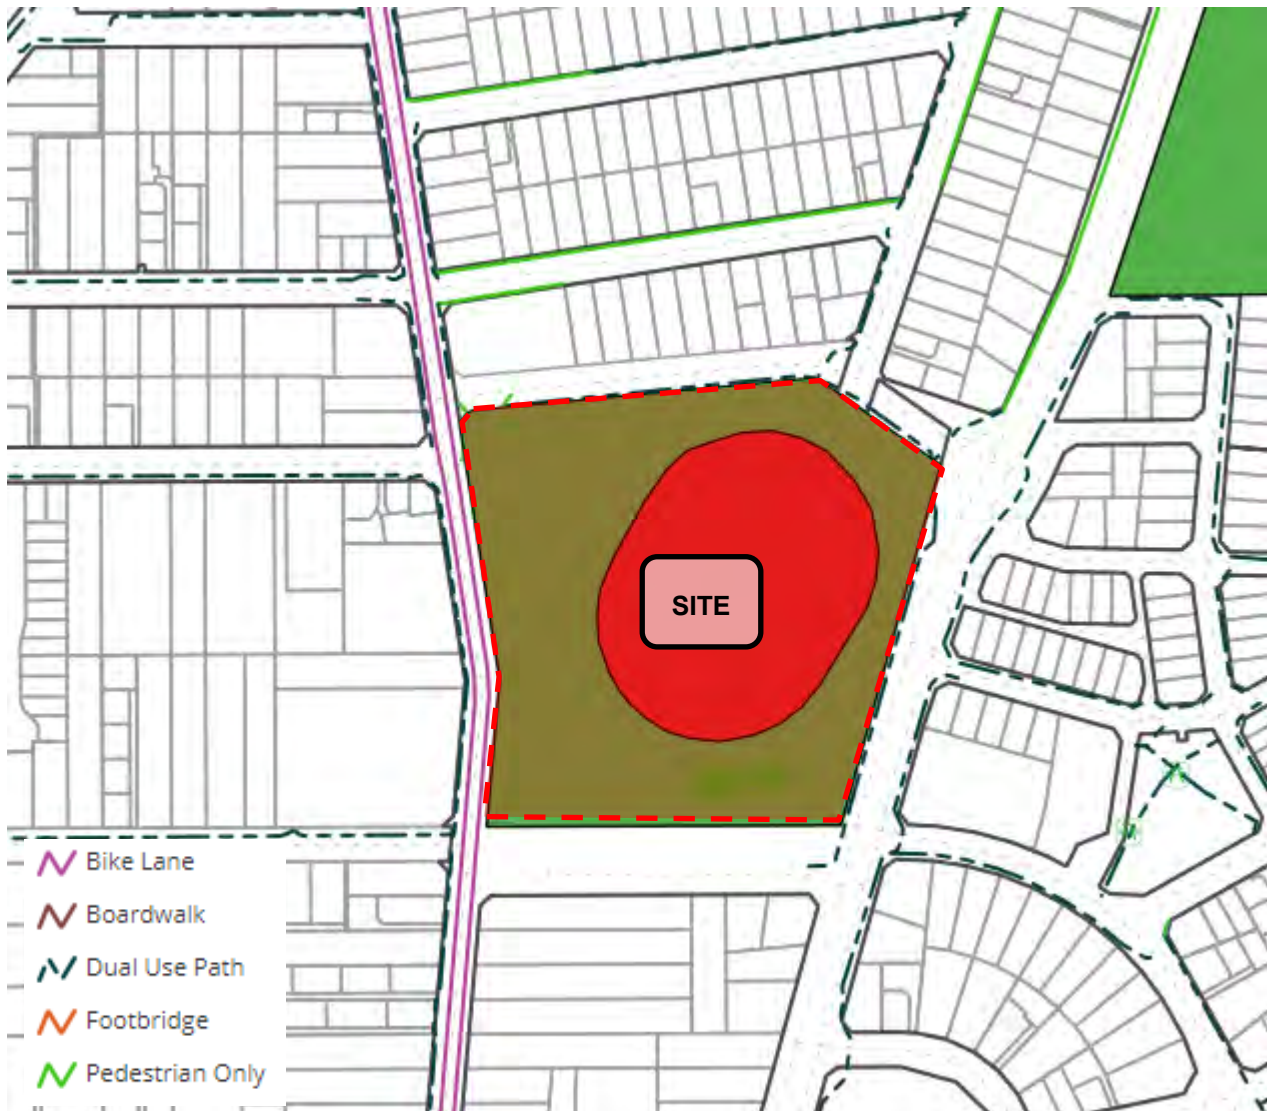 SITE
Bike Lane
Boardwalk
Dual Use Path
Footbridge
Pedestrian Only